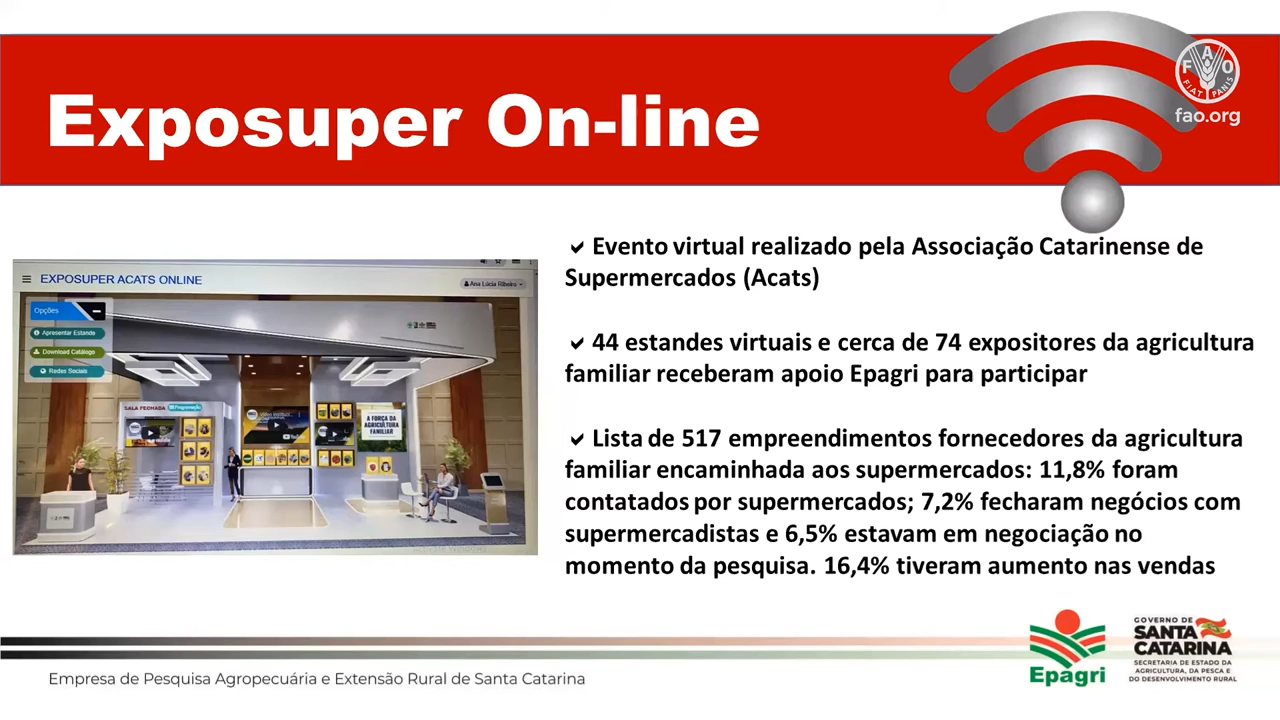 Exposuper On-line
FAO
FIAT PANIS
fao.org
EXPOSUPER ACATS ONLINE
Ana Lúcia Ribeiro
Opções
Apresentar Estande
Download Catálogo
Redes Sociais
SALA FECHADA
Programação
A FORÇA DA
AGRICULTURA
FAMILIAR
Evento virtual realizado pela Associação Catarinense de
Supermercados (Acats)
44 estandes virtuais e cerca de 74 expositores da agricultura
familiar receberam apoio Epagri para participar
Lista de 517 empreendimentos fornecedores da agricultura
familiar encaminhada aos supermercados: 11,8% foram
contatados por supermercados; 7,2% fecharam negócios com
supermercadistas e 6,5% estavam em negociação no
momento da pesquisa. 16,4% tiveram aumento nas vendas
Empresa de Pesquisa Agropecuária e Extensão Rural de Santa Catarina
Epagri
GOVERNO DE
SANTA
CATARINA
SECRETARIA DE ESTADO DA
AGRICULTURA, DA PESCA E
DO DESENVOLVIMENTO RURAL